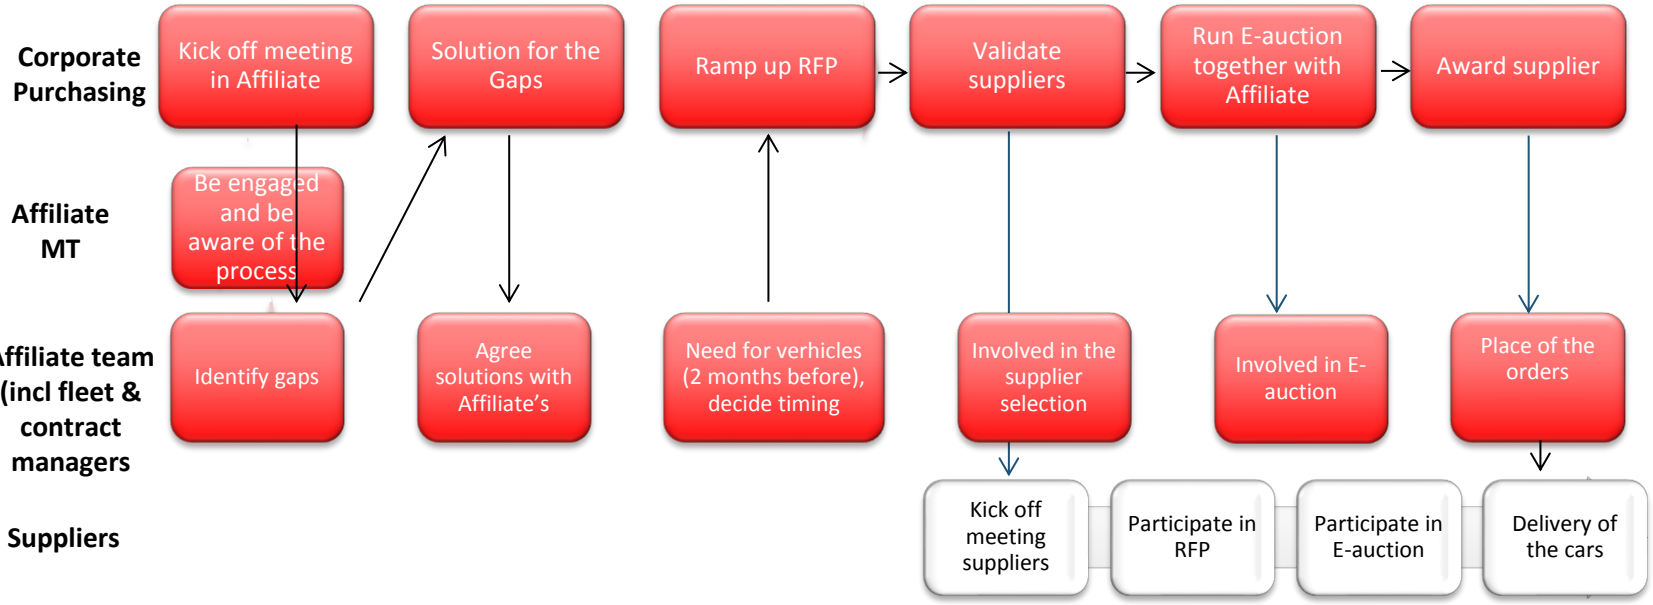 Corporate
Purchasing
Kick off meeting
in Affiliate
Solution for the
Gaps
Ramp up RFP
Validate
suppliers
Run E-auction
together with
Affiliate
Award supplier
Affiliate
MT
Be engaged
and be
aware of the
process
Affiliate team
(incl fleet &
contract
managers
Identify gaps
Agree
solutions with
Affiliate’s
Need for verhicles
(2 months before),
decide timing
Involved in the
supplier
selection
Involved in E-
auction
Place of the
orders
Suppliers
Kick off
meeting
suppliers
Participate in
RFP
Participate in
E-auction
Delivery of
the cars